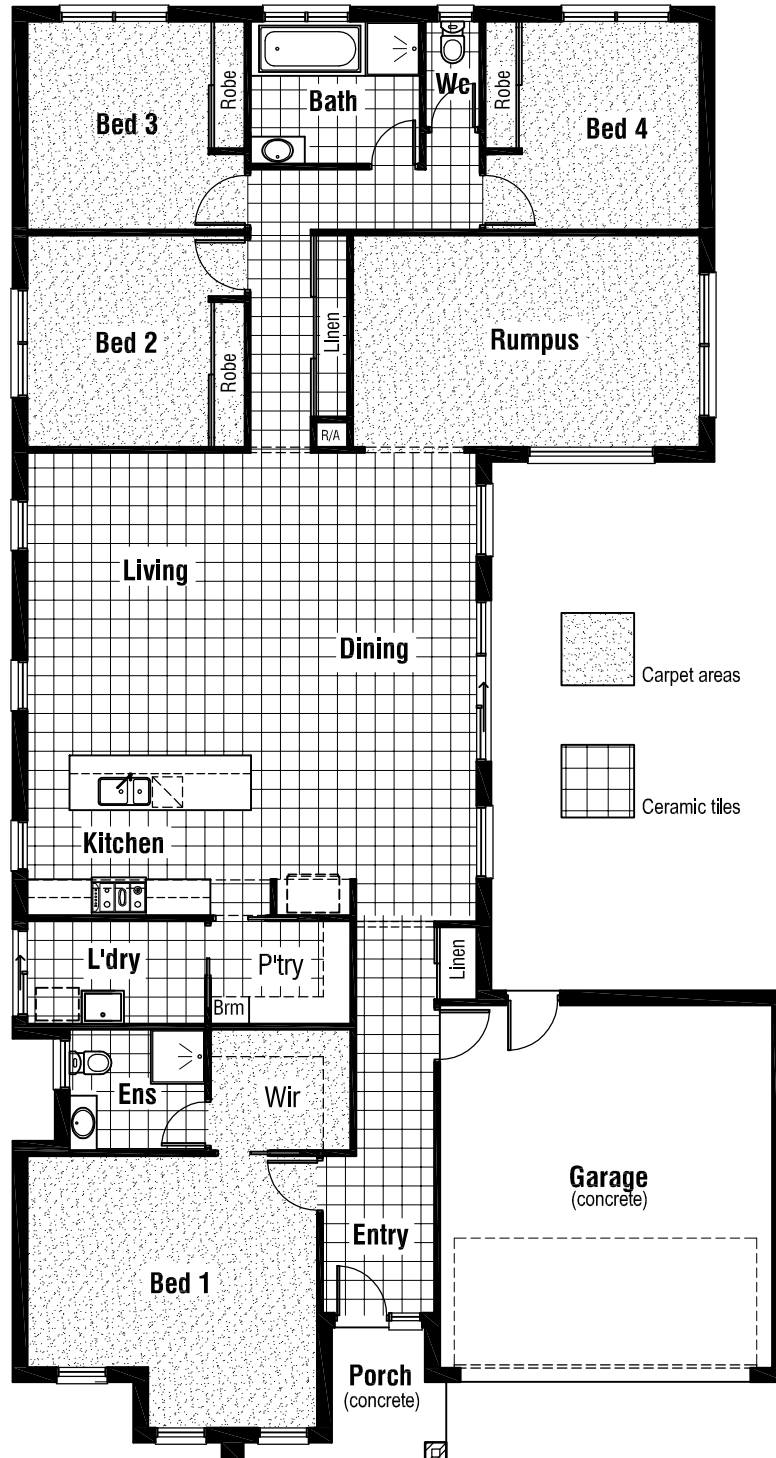 Bed 3
Robe
Bath
Wc
Robe
Bed 4
Bed 2
Robe
LInen
R/A
Rumpus
Living
Dining
Carpet areas
Ceramic tiles
Kitchen
L'dry
P'try
Brm
Linen
Ens
Wir
Garage
(concrete)
Entry
Bed 1
Porch
(concrete)